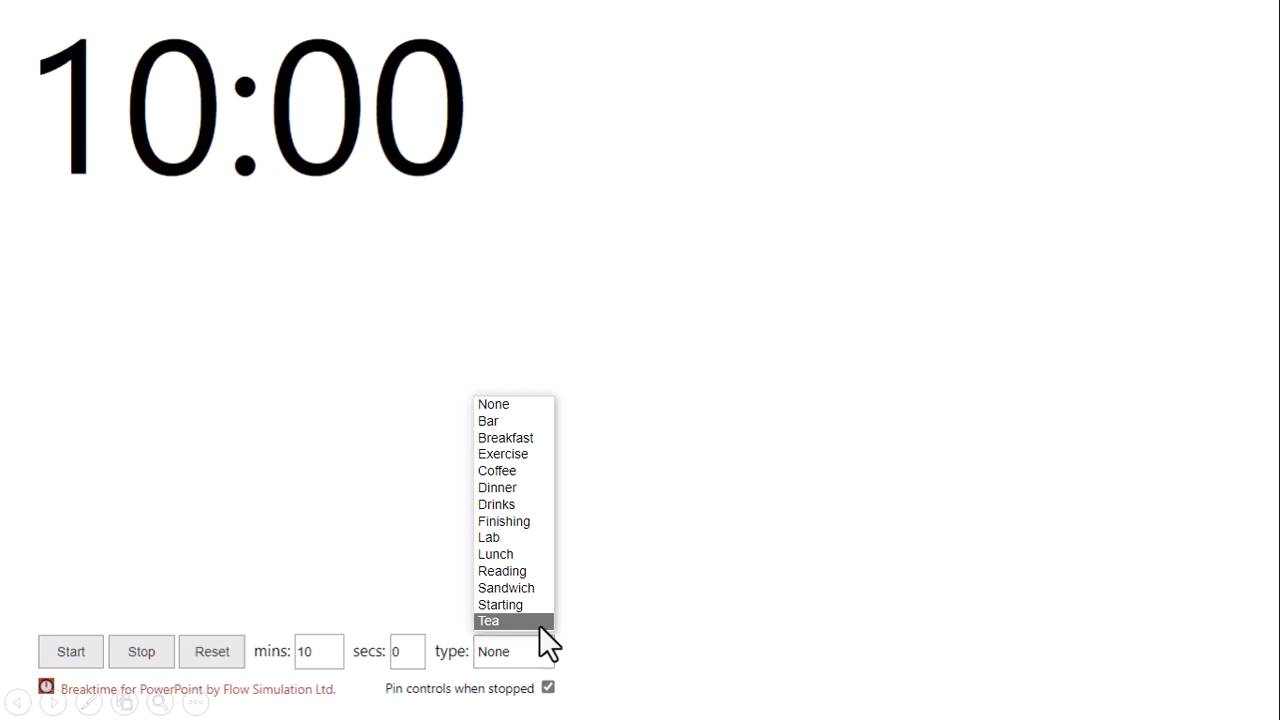 10:00
None
Bar
Breakfast
Exercise
Coffee
Dinner
Drinks
Finishing
Lab
Lunch
Reading
Sandwich
Starting
Tea
Start Stop Reset mins: 10 secs: 0 type: None
Breaktime for PowerPoint by Flow Simulation Ltd. Pin controls when stopped